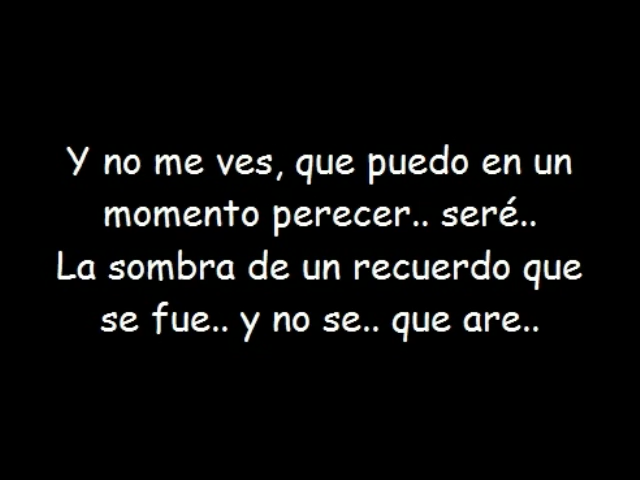 Y no me ves, que puedo en un
momento perecer.. seré..
La sombra de un recuerdo que
se fue.. y no se.. que are..